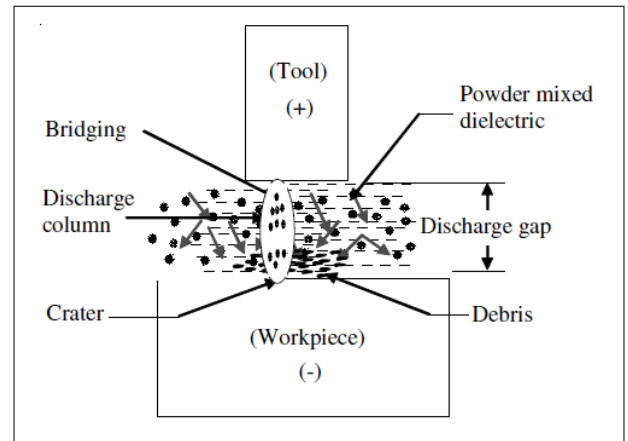 (Tool)
(+)
Powder mixed
dielectric
Bridging
Discharge
column
Discharge gap
Crater
Debris
(Workpiece)
(-)